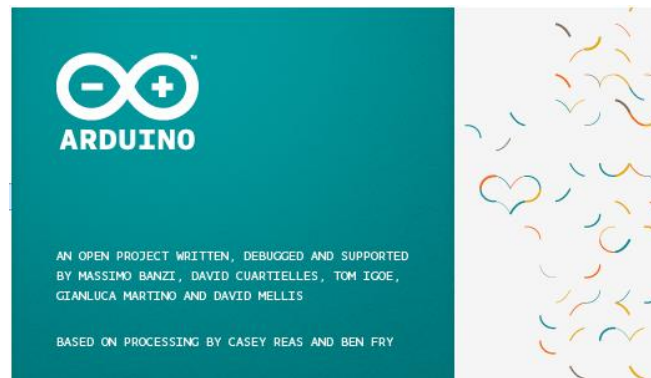 ARDUINO
AN OPEN PROJECT WRITTEN, DEBUGGED AND SUPPORTED
BY MASSIMO BANZI, DAVID CUARTIELLES, TOM IGOE,
GIANLUCA MARTINO AND DAVID MELLIS
BASED ON PROCESSING BY CASEY REAS AND BEN FRY